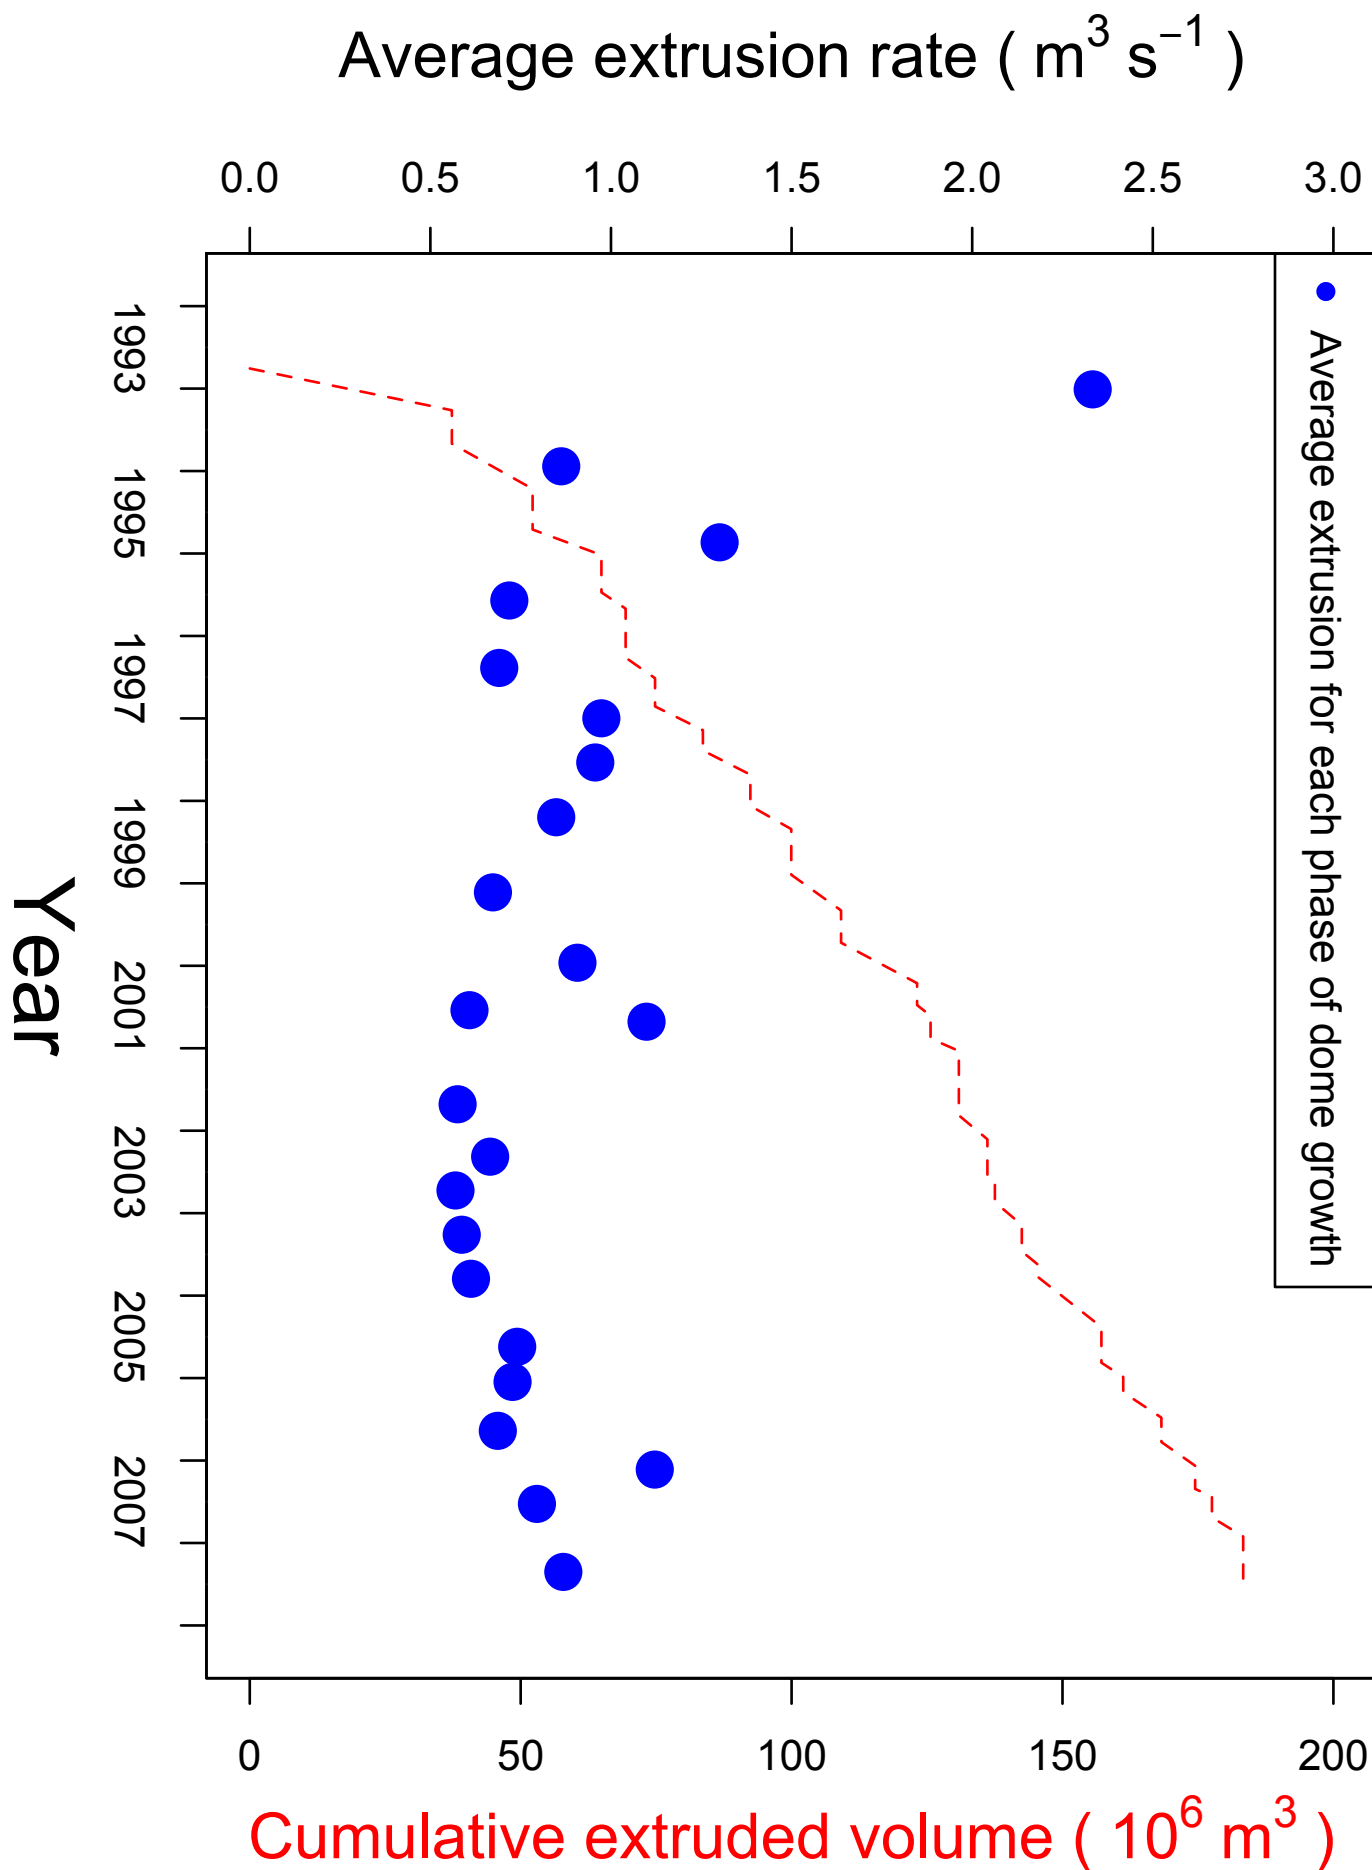 Average extrusion rate ( m³ s⁻¹ )
0.0 0.5 1.0 1.5 2.0 2.5 3.0
Average extrusion for each phase of dome growth
1993
1995
1997
1999
2001
2003
2005
2007
Year
0 50 100 150 200
Cumulative extruded volume ( 10⁶ m³ )